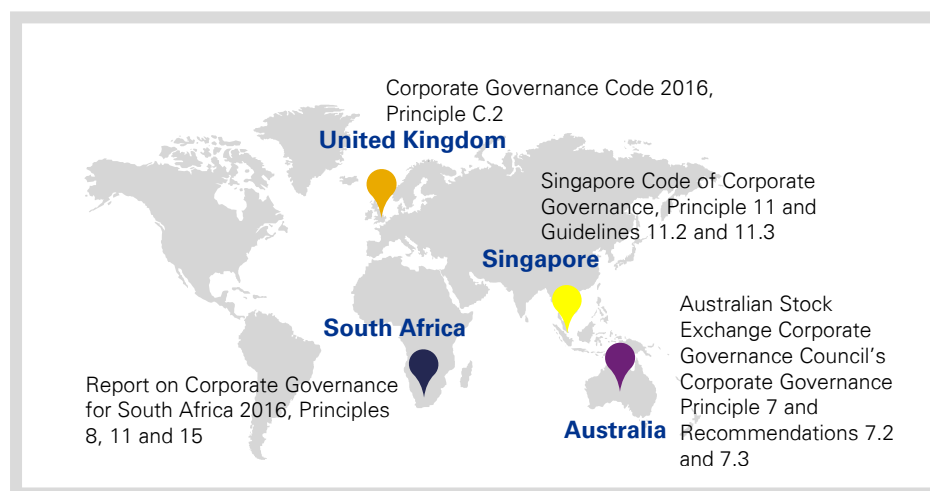 Corporate Governance Code 2016,
Principle C.2
United Kingdom
Singapore Code of Corporate
Governance, Principle 11 and
Guidelines 11.2 and 11.3
Singapore
South Africa
Report on Corporate Governance
for South Africa 2016, Principles
8, 11 and 15
Australian Stock
Exchange Corporate
Governance Council’s
Corporate Governance
Principle 7 and
Recommendations 7.2
and 7.3
Australia